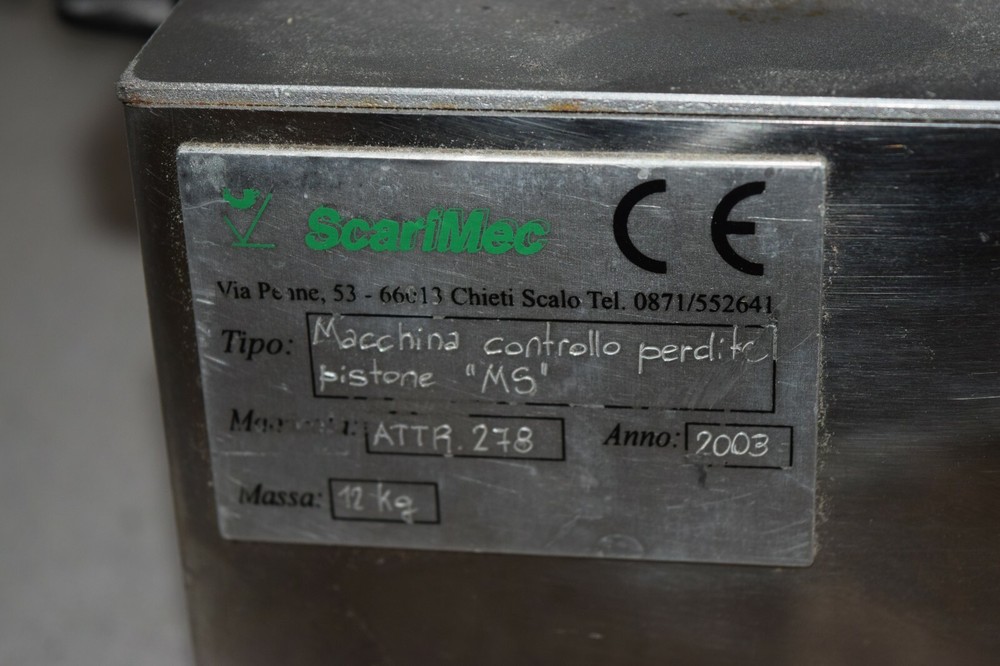 ScarfMec CE
Via Penne, 53 - 66013 Chieti Scalo Tel. 0871/552641
Tipo: Macchina controllo perdite
pistone "MS"
ATTR. 278 Anno: 2003
Massa: 12 kg